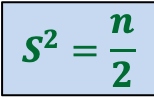 S² = n/2